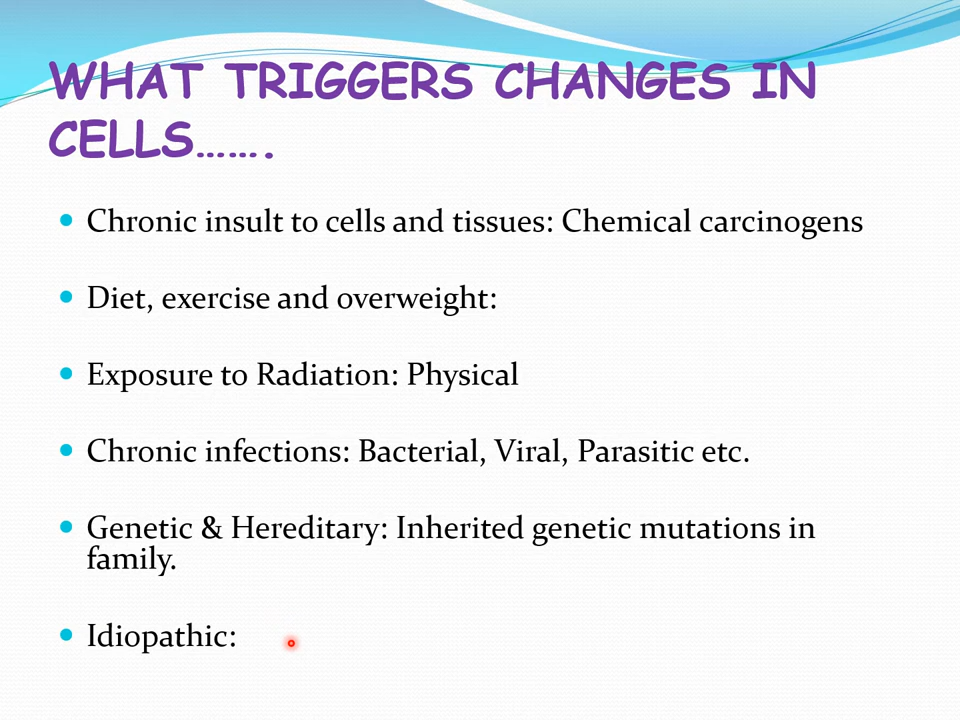 WHAT TRIGGERS CHANGES IN
CELLS…….
Chronic insult to cells and tissues: Chemical carcinogens
Diet, exercise and overweight:
Exposure to Radiation: Physical
Chronic infections: Bacterial, Viral, Parasitic etc.
Genetic & Hereditary: Inherited genetic mutations in
family.
Idiopathic: